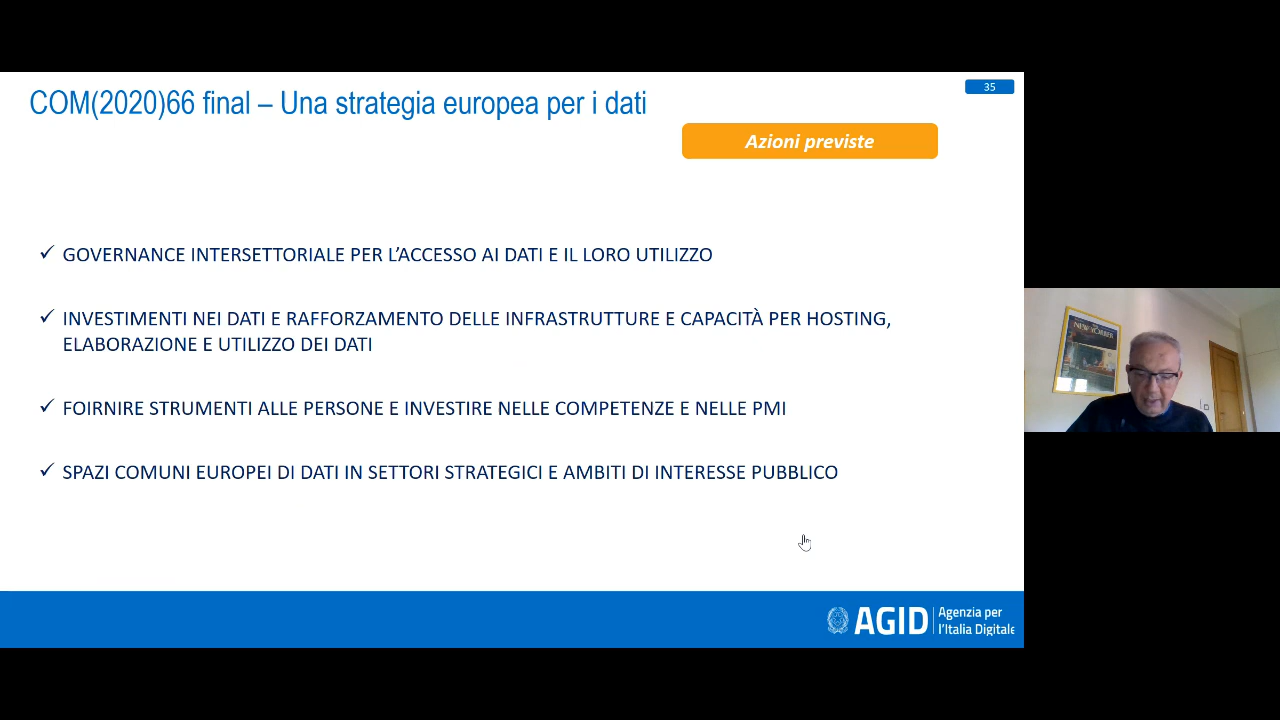 COM(2020)66 final – Una strategia europea per i dati
35
Azioni previste
✓ GOVERNANCE INTERSETTORIALE PER L’ACCESSO AI DATI E IL LORO UTILIZZO
✓ INVESTIMENTI NEI DATI E RAFFORZAMENTO DELLE INFRASTRUTTURE E CAPACITÀ PER HOSTING,
ELABORAZIONE E UTILIZZO DEI DATI
✓ FOIRNIRE STRUMENTI ALLE PERSONE E INVESTIRE NELLE COMPETENZE E NELLE PMI
✓ SPAZI COMUNI EUROPEI DI DATI IN SETTORI STRATEGICI E AMBITI DI INTERESSE PUBBLICO
NEW YORKER
AGID
Agenzia per
l’Italia Digitale